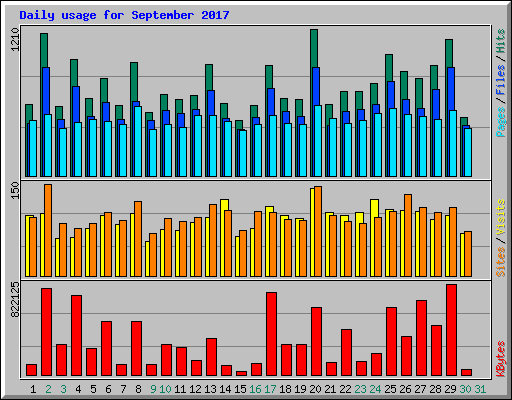 Daily usage for September 2017
1210
Pages / Files / Hits
150
Sites / Visits
822125
KBytes
1 2 3 4 5 6 7 8 9 10 11 12 13 14 15 16 17 18 19 20 21 22 23 24 25 26 27 28 29 30 31